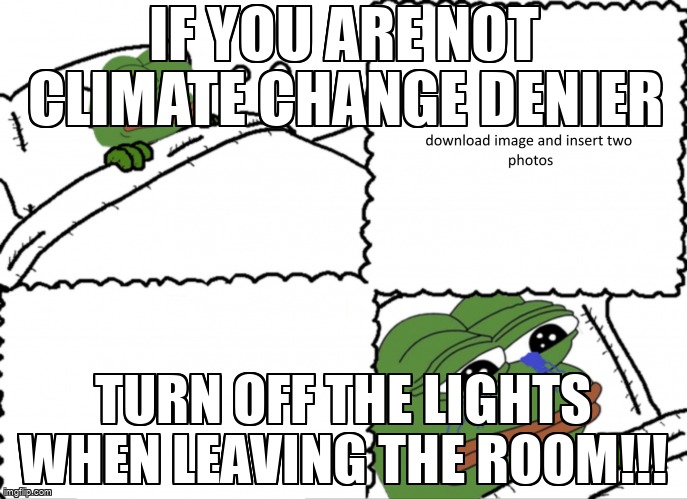 IF YOU ARE NOT
CLIMATE CHANGE DENIER
download image and insert two
photos
TURN OFF THE LIGHTS
WHEN LEAVING THE ROOM!!!
imgflip.com